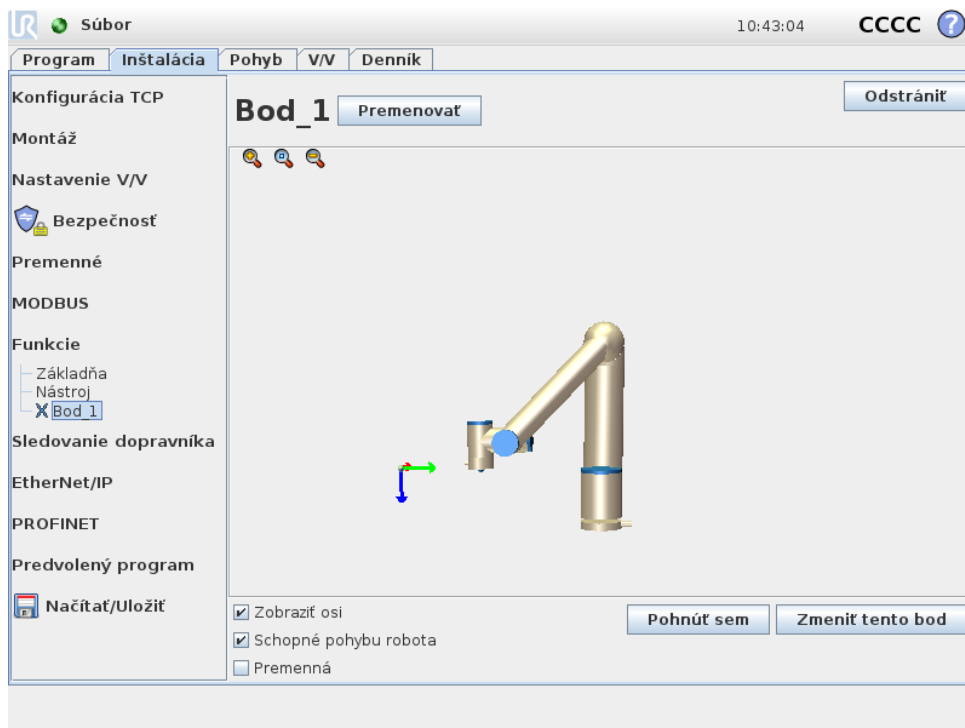 UR Súbor 10:43:04 CCCC ?
Program Inštalácia Pohyb V/V Denník
Konfigurácia TCP
Montáž
Nastavenie V/V
Bezpečnosť
Premenné
MODBUS
Funkcie
Základňa
Nástroj
Bod_1
Sledovanie dopravníka
EtherNet/IP
PROFINET
Predvolený program
Načítať/Uložiť
Bod_1 Premenovať Odstrániť
Zobraziť osi
Schopné pohybu robota
Premenná
Pohnúť sem Zmeniť tento bod